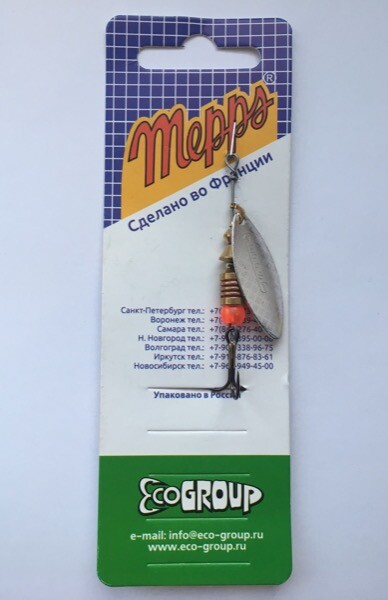 Mepps®
Сделано во Франции
Санкт-Петербург тел.:
Воронеж тел.:
Самара тел.:
Н. Новгород тел.:
Волгоград тел.:
Иркутск тел.:
Новосибирск тел.:
Упаковано в
ECOGROUP
e-mail: info@eco-group.ru
www.eco-group.ru